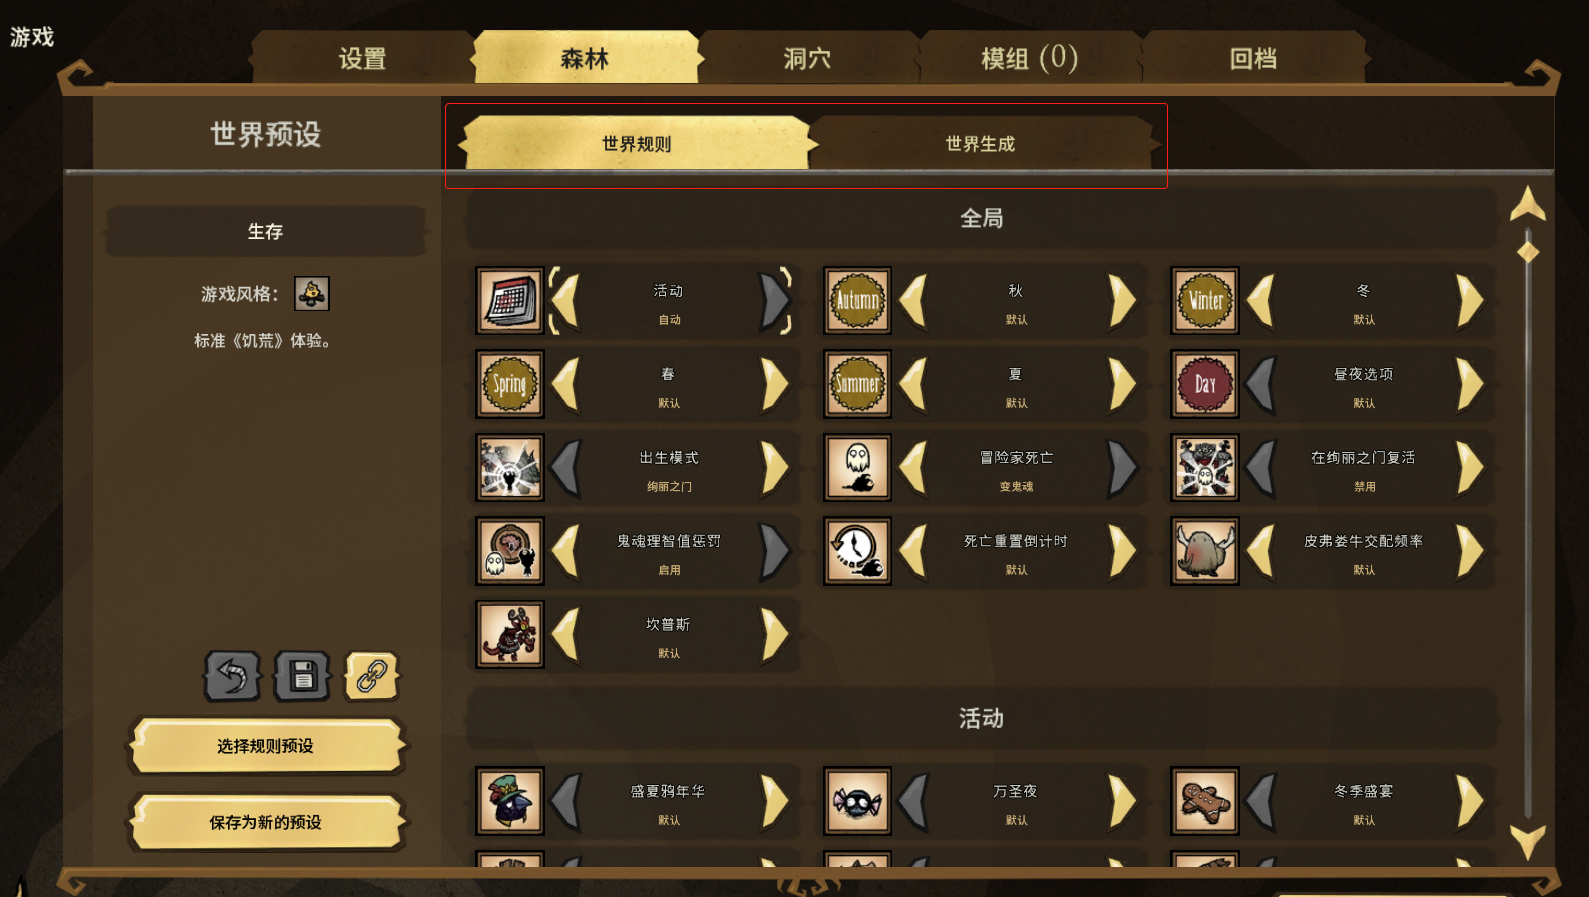 游戏
设置
森林
洞穴
模组 (0)
回档
世界预设
世界规则
世界生成
生存
游戏风格：
标准《饥荒》体验。
选择规则预设
保存为新的预设
全局
活动
自动
Autumn
秋
默认
Winter
冬
默认
Spring
春
默认
Summer
夏
默认
DAY
昼夜选项
默认
出生模式
绚丽之门
冒险家死亡
变鬼魂
在绚丽之门复活
禁用
鬼魂理智值惩罚
启用
死亡重置倒计时
默认
皮弗娄牛交配频率
默认
坎普斯
默认
活动
盛夏鸦年华
默认
万圣夜
默认
冬季盛宴
默认